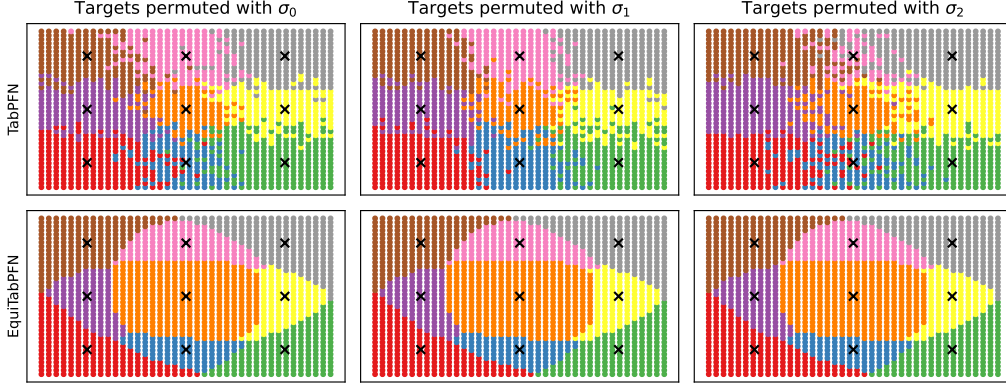 Targets permuted with σ₀
Targets permuted with σ₁
Targets permuted with σ₂
TabPFN
EquiTabPFN